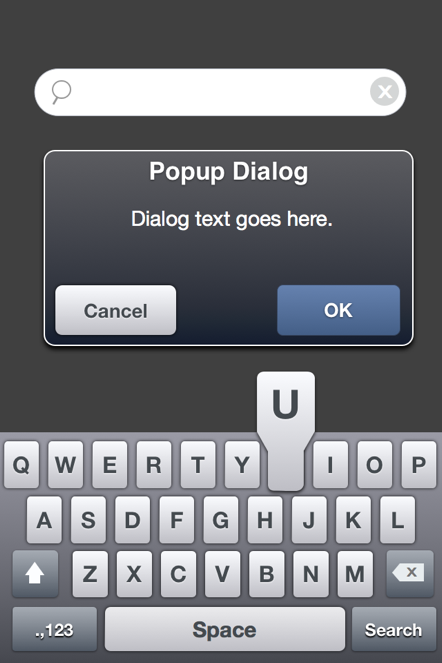 Popup Dialog
Dialog text goes here.
Cancel OK
U
Q W E R T Y I O P
A S D F G H J K L
Z X C V B N M
.,123 Space Search